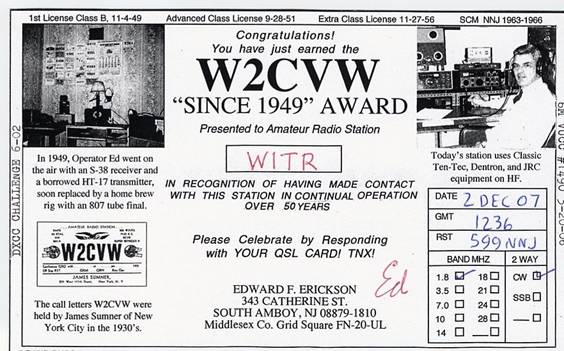 1st License Class B, 11-4-49 Advanced Class License 9-28-51 Extra Class License 11-27-56 SCM NNJ 1963-1966
Congratulations!
You have just earned the
W2CVW
"SINCE 1949" AWARD
Presented to Amateur Radio Station
W1TR
IN RECOGNITION OF HAVING MADE CONTACT
WITH THIS STATION IN CONTINUAL OPERATION
OVER 50 YEARS
Please Celebrate by Responding
with YOUR QSL CARD! TNX!
Ed
EDWARD F. ERICKSON
343 CATHERINE ST.
SOUTH AMBOY, NJ 08879-1810
Middlesex Co. Grid Square FN-20-UL
DXCC CHALLENGE 6-02
In 1949, Operator Ed went on
the air with an S-38 receiver and
a borrowed HT-17 transmitter,
soon replaced by a home brew
rig with an 807 tube final.
AMATEUR RADIO STATION
W2CVW
JAMES SUMNER,
The call letters W2CVW were
held by James Sumner of New
York City in the 1930's.
Today's station uses Classic
Ten-Tec, Dentron, and JRC
equipment on HF.
DATE 2 DEC 07
GMT 1236
RST 599 NNJ
BAND MHZ 2 WAY
1.8 18 CW
3.5 21 SSB
7.0 24
10 28
14